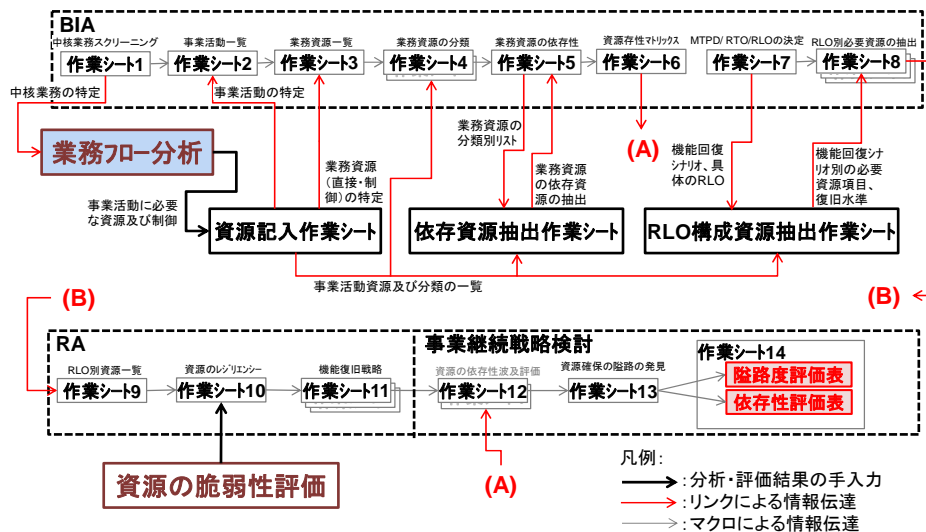 BIA
中核業務スクリーニング
作業シート1
事業活動一覧
作業シート2
業務資源一覧
作業シート3
業務資源の分類
作業シート4
業務資源の依存性
作業シート5
資源存性マトリックス
作業シート6
MTPD/ RTO/RLOの決定
作業シート7
RLO別必要資源の抽出
作業シート8
中核業務の特定
事業活動の特定
業務フロー分析
業務資源
(直接・制
御)の特定
業務資源の
分類別リスト
業務資源
の依存資
源の抽出
(A)
機能回復
シナリオ、具
体のRLO
機能回復シナ
リオ別の必要
資源項目、
復旧水準
事業活動に必要
な資源及び制御
資源記入作業シート
依存資源抽出作業シート
RLO構成資源抽出作業シート
事業活動資源及び分類の一覧
(B)
(B)
RA
事業継続戦略検討
RLO別資源一覧
作業シート9
資源のレジリエンシー
作業シート10
機能復旧戦略
作業シート11
資源の依存性波及評価
作業シート12
資源確保の隘路の発見
作業シート13
作業シート14
隘路度評価表
依存性評価表
資源の脆弱性評価
(A)
凡例:
:分析・評価結果の手入力
:リンクによる情報伝達
:マクロによる情報伝達